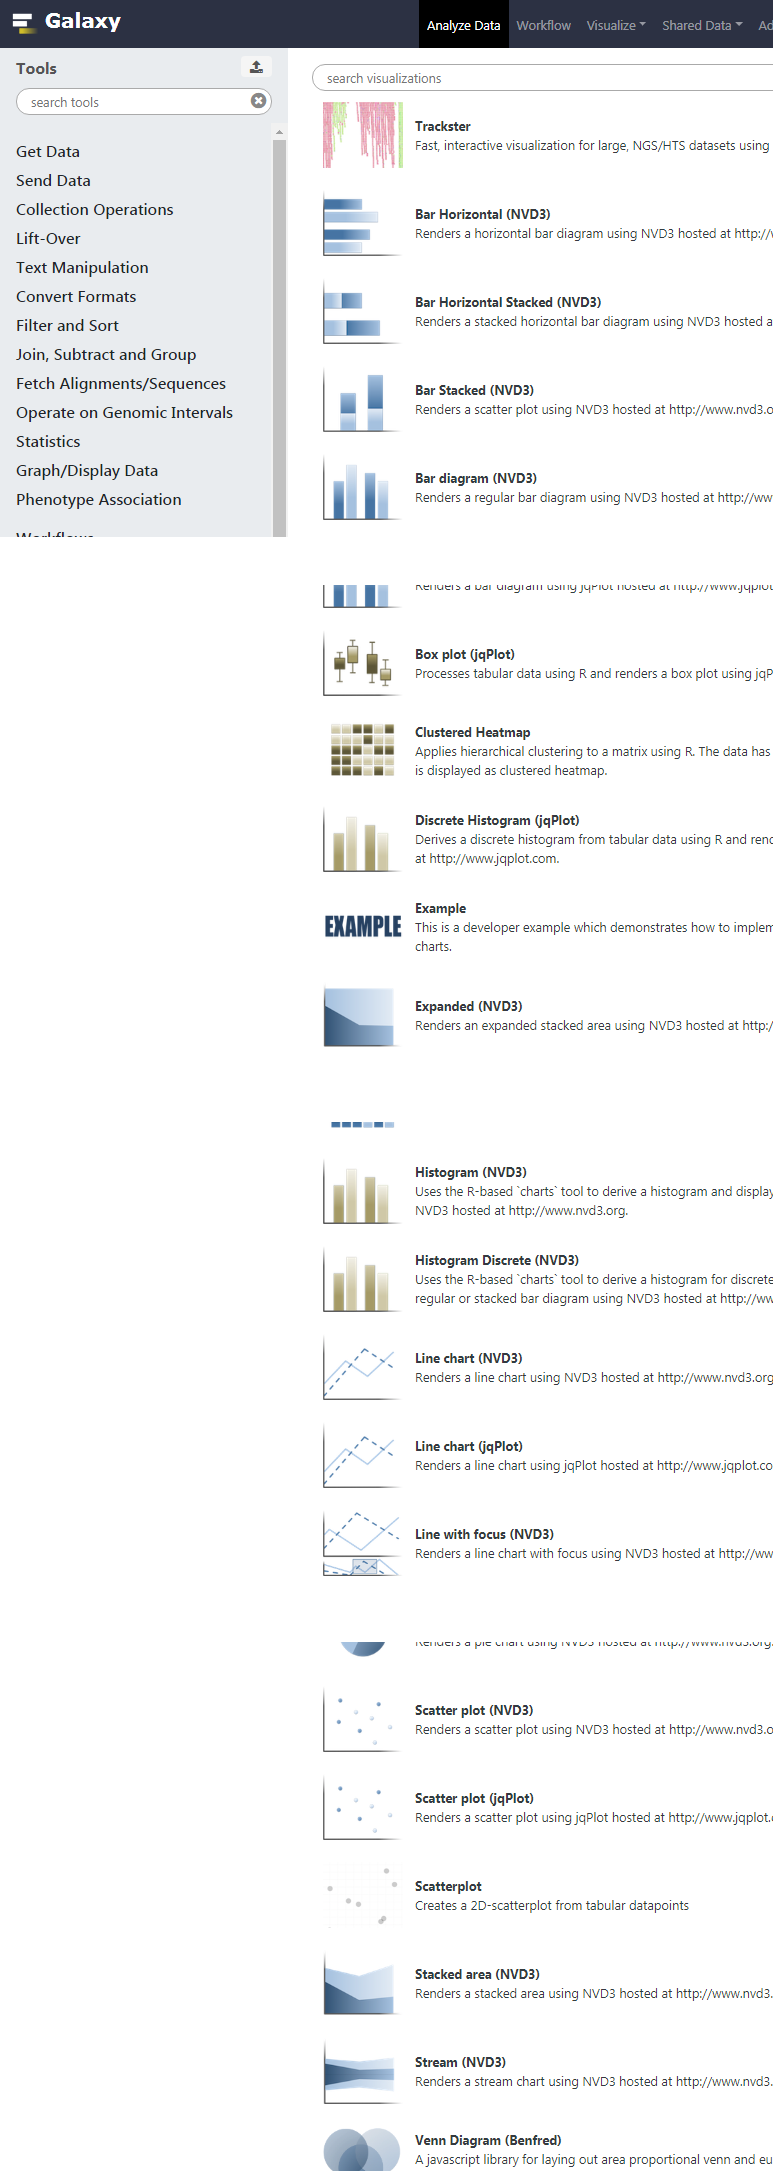 Galaxy
Analyze Data Workflow Visualize Shared Data Ad
Tools
search tools
Get Data
Send Data
Collection Operations
Lift-Over
Text Manipulation
Convert Formats
Filter and Sort
Join, Subtract and Group
Fetch Alignments/Sequences
Operate on Genomic Intervals
Statistics
Graph/Display Data
Phenotype Association
Workflows
search visualizations
Trackster
Fast, interactive visualization for large, NGS/HTS datasets using
Bar Horizontal (NVD3)
Renders a horizontal bar diagram using NVD3 hosted at http://
Bar Horizontal Stacked (NVD3)
Renders a stacked horizontal bar diagram using NVD3 hosted a
Bar Stacked (NVD3)
Renders a scatter plot using NVD3 hosted at http://www.nvd3.o
Bar diagram (NVD3)
Renders a regular bar diagram using NVD3 hosted at http://ww
Renders a bar diagram using jqPlot hosted at http://www.jqplot
Box plot (jqPlot)
Processes tabular data using R and renders a box plot using jqP
Clustered Heatmap
Applies hierarchical clustering to a matrix using R. The data has
is displayed as clustered heatmap.
Discrete Histogram (jqPlot)
Derives a discrete histogram from tabular data using R and rend
at http://www.jqplot.com.
EXAMPLE
Example
This is a developer example which demonstrates how to implem
charts.
Expanded (NVD3)
Renders an expanded stacked area using NVD3 hosted at http:/
Histogram (NVD3)
Uses the R-based `charts` tool to derive a histogram and display
NVD3 hosted at http://www.nvd3.org.
Histogram Discrete (NVD3)
Uses the R-based `charts` tool to derive a histogram for discrete
regular or stacked bar diagram using NVD3 hosted at http://ww
Line chart (NVD3)
Renders a line chart using NVD3 hosted at http://www.nvd3.org
Line chart (jqPlot)
Renders a line chart using jqPlot hosted at http://www.jqplot.co
Line with focus (NVD3)
Renders a line chart with focus using NVD3 hosted at http://ww
Renders a pie chart using NVD3 hosted at http://www.nvd3.org.
Scatter plot (NVD3)
Renders a scatter plot using NVD3 hosted at http://www.nvd3.o
Scatter plot (jqPlot)
Renders a scatter plot using jqPlot hosted at http://www.jqplot.
Scatterplot
Creates a 2D-scatterplot from tabular datapoints
Stacked area (NVD3)
Renders a stacked area using NVD3 hosted at http://www.nvd3.
Stream (NVD3)
Renders a stream chart using NVD3 hosted at http://www.nvd3.
Venn Diagram (Benfred)
A javascript library for laying out area proportional venn and eu